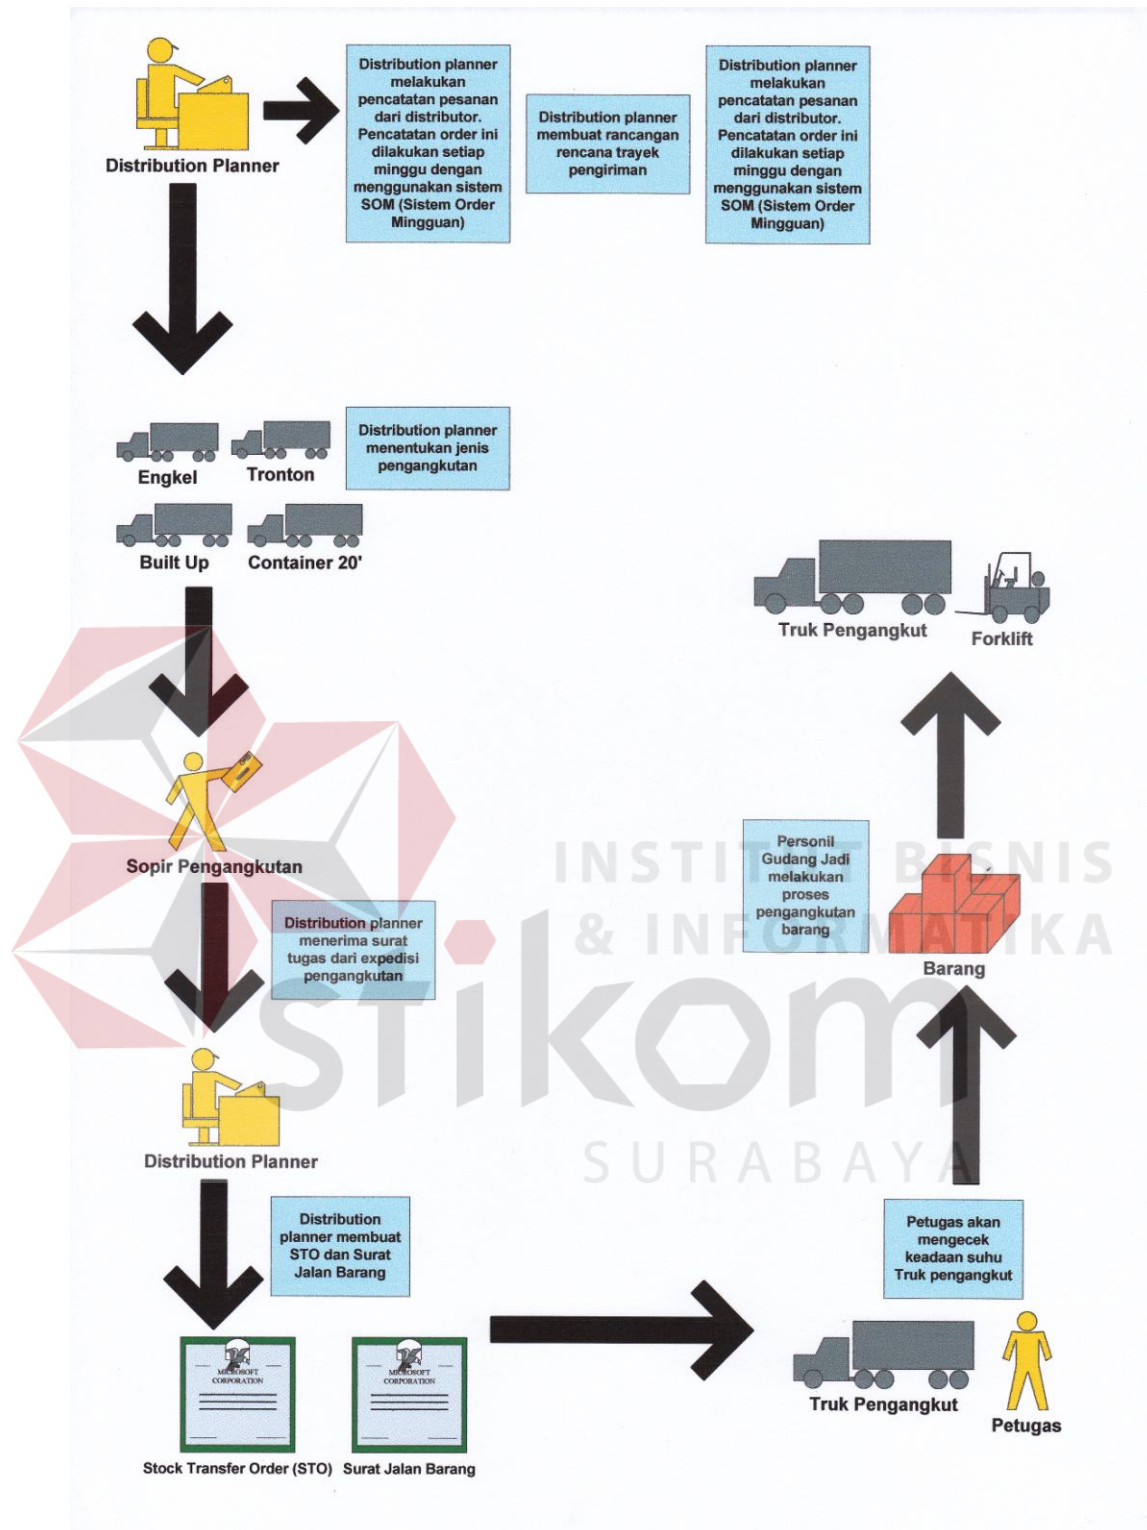 Distribution planner
melakukan
pencatatan pesanan
dari distributor.
Pencatatan order ini
dilakukan setiap
minggu dengan
menggunakan sistem
SOM (Sistem Order
Mingguan)
Distribution planner
membuat rancangan
rencana trayek
pengiriman
Distribution planner
melakukan
pencatatan pesanan
dari distributor.
Pencatatan order ini
dilakukan setiap
minggu dengan
menggunakan sistem
SOM (Sistem Order
Mingguan)
Distribution Planner
Distribution planner
menentukan jenis
pengangkutan
Engkel
Tronton
Built Up
Container 20'
Truk Pengangkut
Forklift
Sopir Pengangkutan
Personil
Gudang Jadi
melakukan
proses
pengangkutan
barang
Barang
Distribution planner
menerima surat
tugas dari expedisi
pengangkutan
INSTITUT BISNIS
& INFORMATIKA
stikom
SURABAYA
Distribution Planner
Distribution
planner membuat
STO dan Surat
Jalan Barang
Petugas akan
mengecek
keadaan suhu
Truk pengangkut
MICROSOFT
CORPORATION
MICROSOFT
CORPORATION
Truk Pengangkut
Petugas
Stock Transfer Order (STO)
Surat Jalan Barang